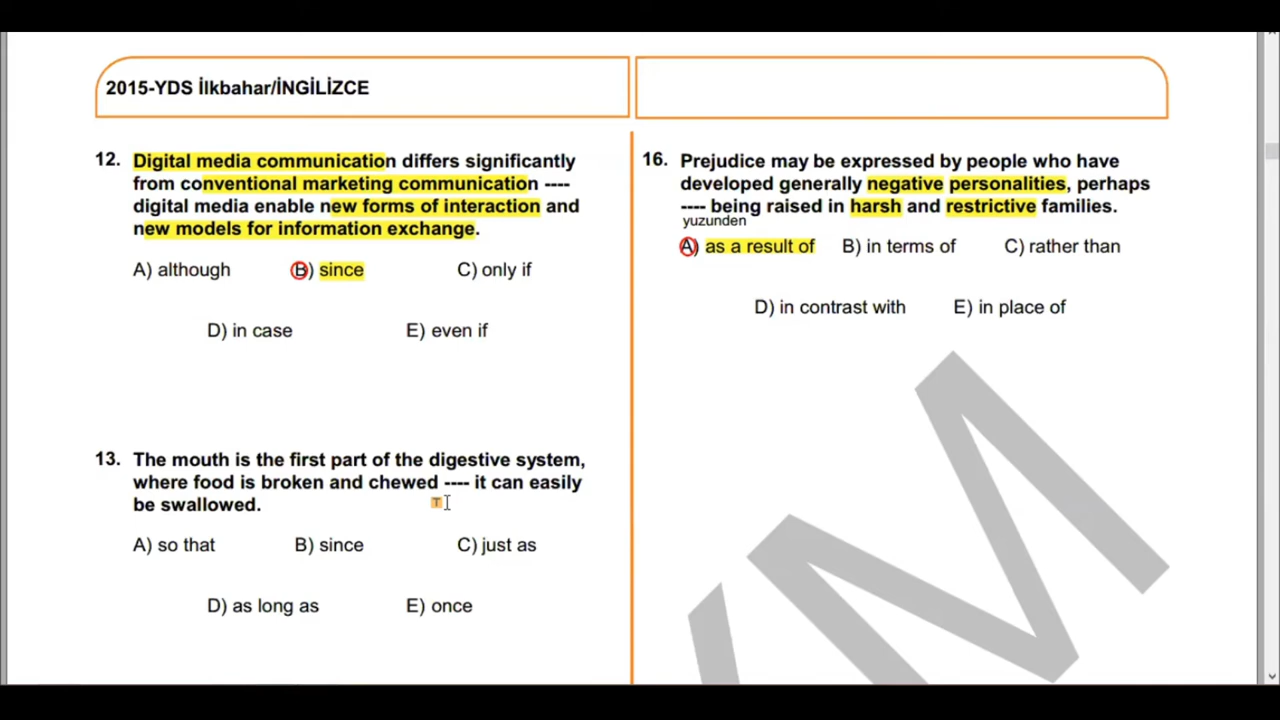 2015-YDS İlkbahar/İNGİLİZCE
12. Digital media communication differs significantly
from conventional marketing communication ----
digital media enable new forms of interaction and
new models for information exchange.
A) although B) since C) only if
D) in case E) even if
13. The mouth is the first part of the digestive system,
where food is broken and chewed ---- it can easily
be swallowed.
T
A) so that B) since C) just as
D) as long as E) once
16. Prejudice may be expressed by people who have
developed generally negative personalities, perhaps
---- being raised in harsh and restrictive families.
yuzunden
A) as a result of B) in terms of C) rather than
D) in contrast with E) in place of
YM